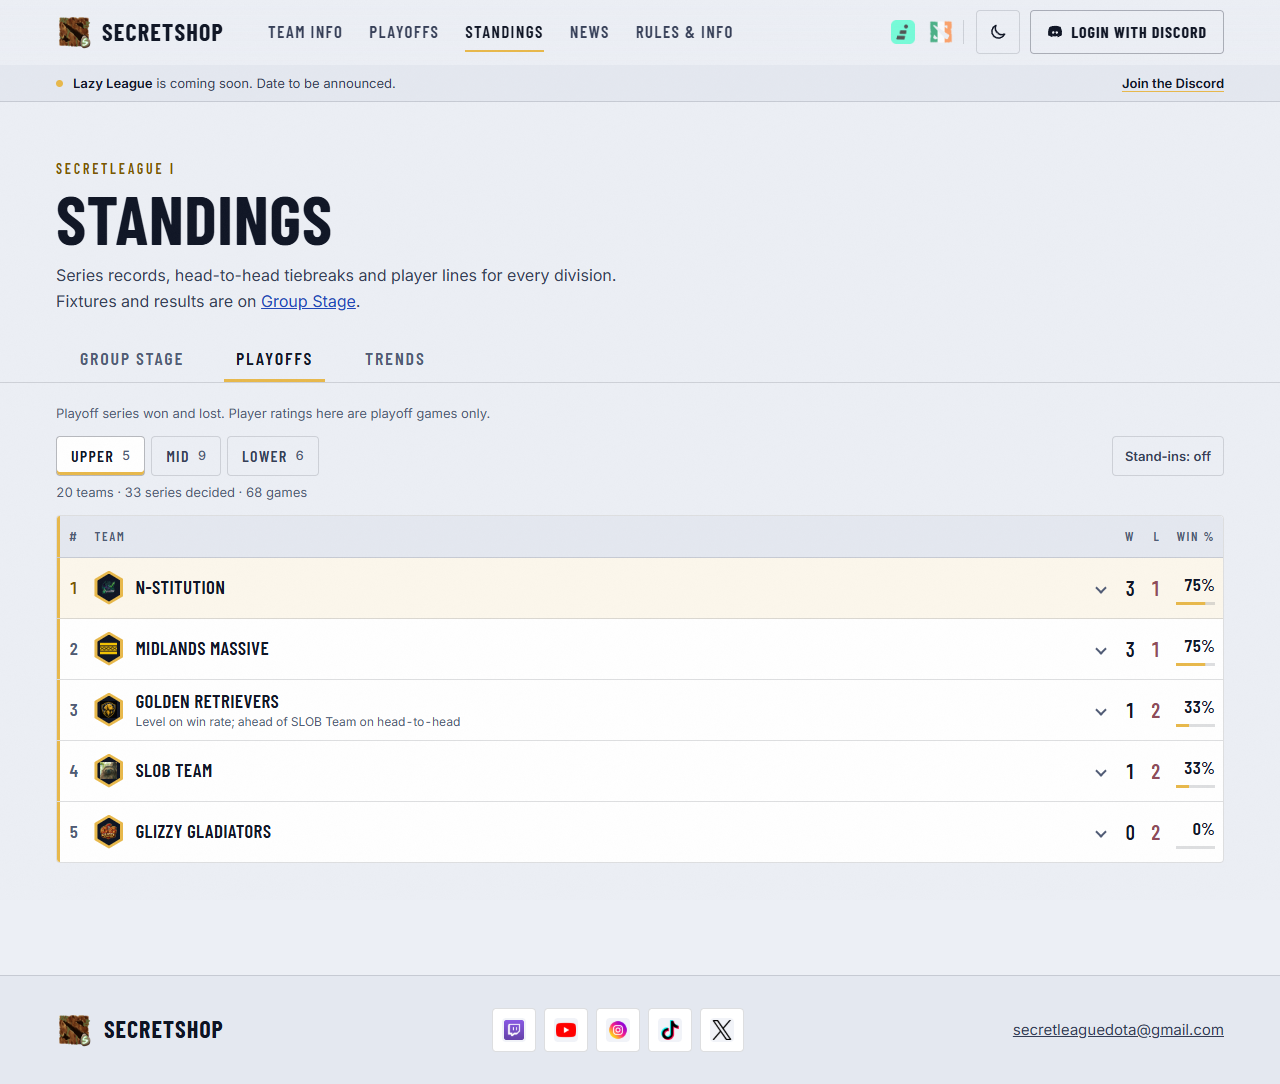 SECRETSHOP
TEAM INFO
PLAYOFFS
STANDINGS
NEWS
RULES & INFO
LOGIN WITH DISCORD
Lazy League is coming soon. Date to be announced.
Join the Discord
SECRETLEAGUE I
STANDINGS
Series records, head-to-head tiebreaks and player lines for every division.
Fixtures and results are on Group Stage.
GROUP STAGE
PLAYOFFS
TRENDS
Playoff series won and lost. Player ratings here are playoff games only.
UPPER 5
MID 9
LOWER 6
Stand-ins: off
20 teams · 33 series decided · 68 games
# TEAM W L WIN %
1 N-STITUTION 3 1 75%
2 MIDLANDS MASSIVE 3 1 75%
3 GOLDEN RETRIEVERS 1 2 33%
Level on win rate; ahead of SLOB Team on head-to-head
4 SLOB TEAM 1 2 33%
5 GLIZZY GLADIATORS 0 2 0%
SECRETSHOP
secretleaguedota@gmail.com